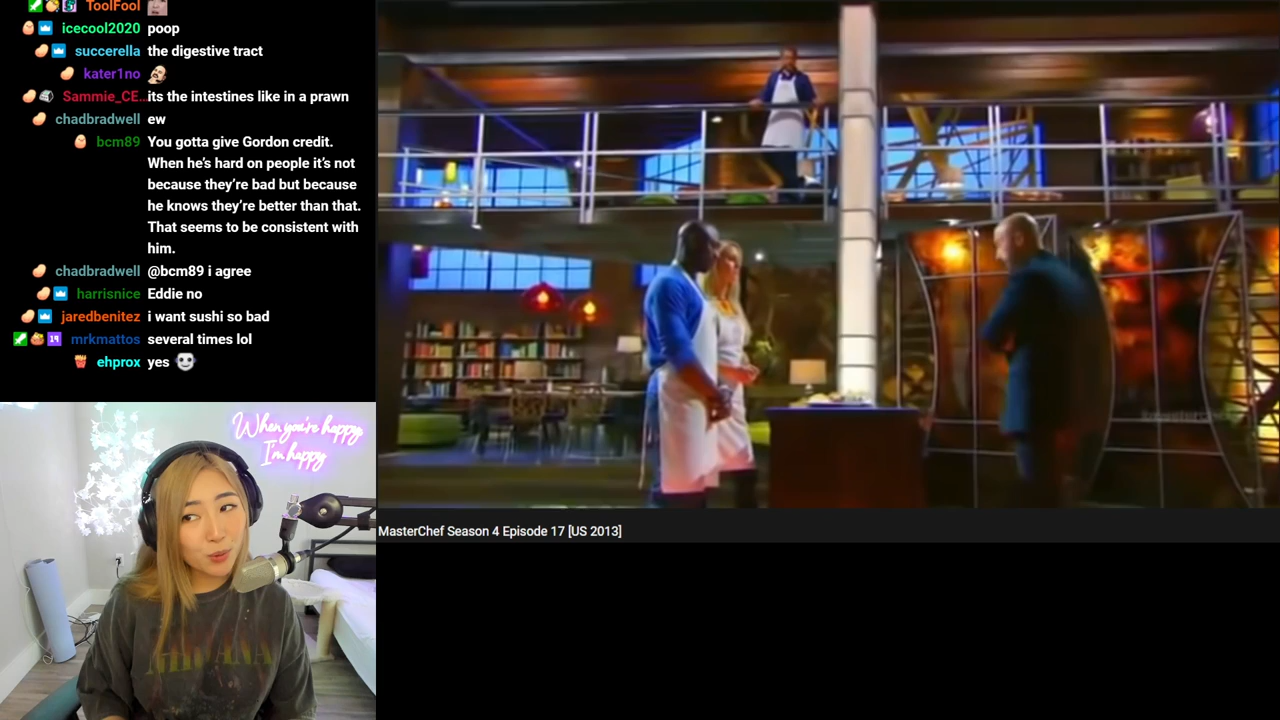 ToolFool
icecool2020 poop
succerella the digestive tract
kater1no
Sammie_CE... its the intestines like in a prawn
chadbradwell ew
bcm89 You gotta give Gordon credit.
When he's hard on people it's not
because they're bad but because
he knows they're better than that.
That seems to be consistent with
him.
chadbradwell @bcm89 i agree
harrisnice Eddie no
jaredbenitez i want sushi so bad
19 mrkmattos several times lol
ehprox yes
When you're happy
I'm happy
NIRVANA
MasterChef Season 4 Episode 17 [US 2013]